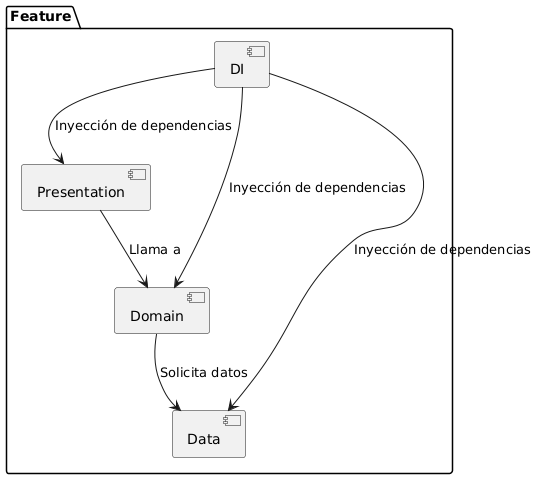 Feature
DI
Inyección de dependencias
Presentation
Inyección de dependencias
Llama a
Inyección de dependencias
Domain
Solicita datos
Data